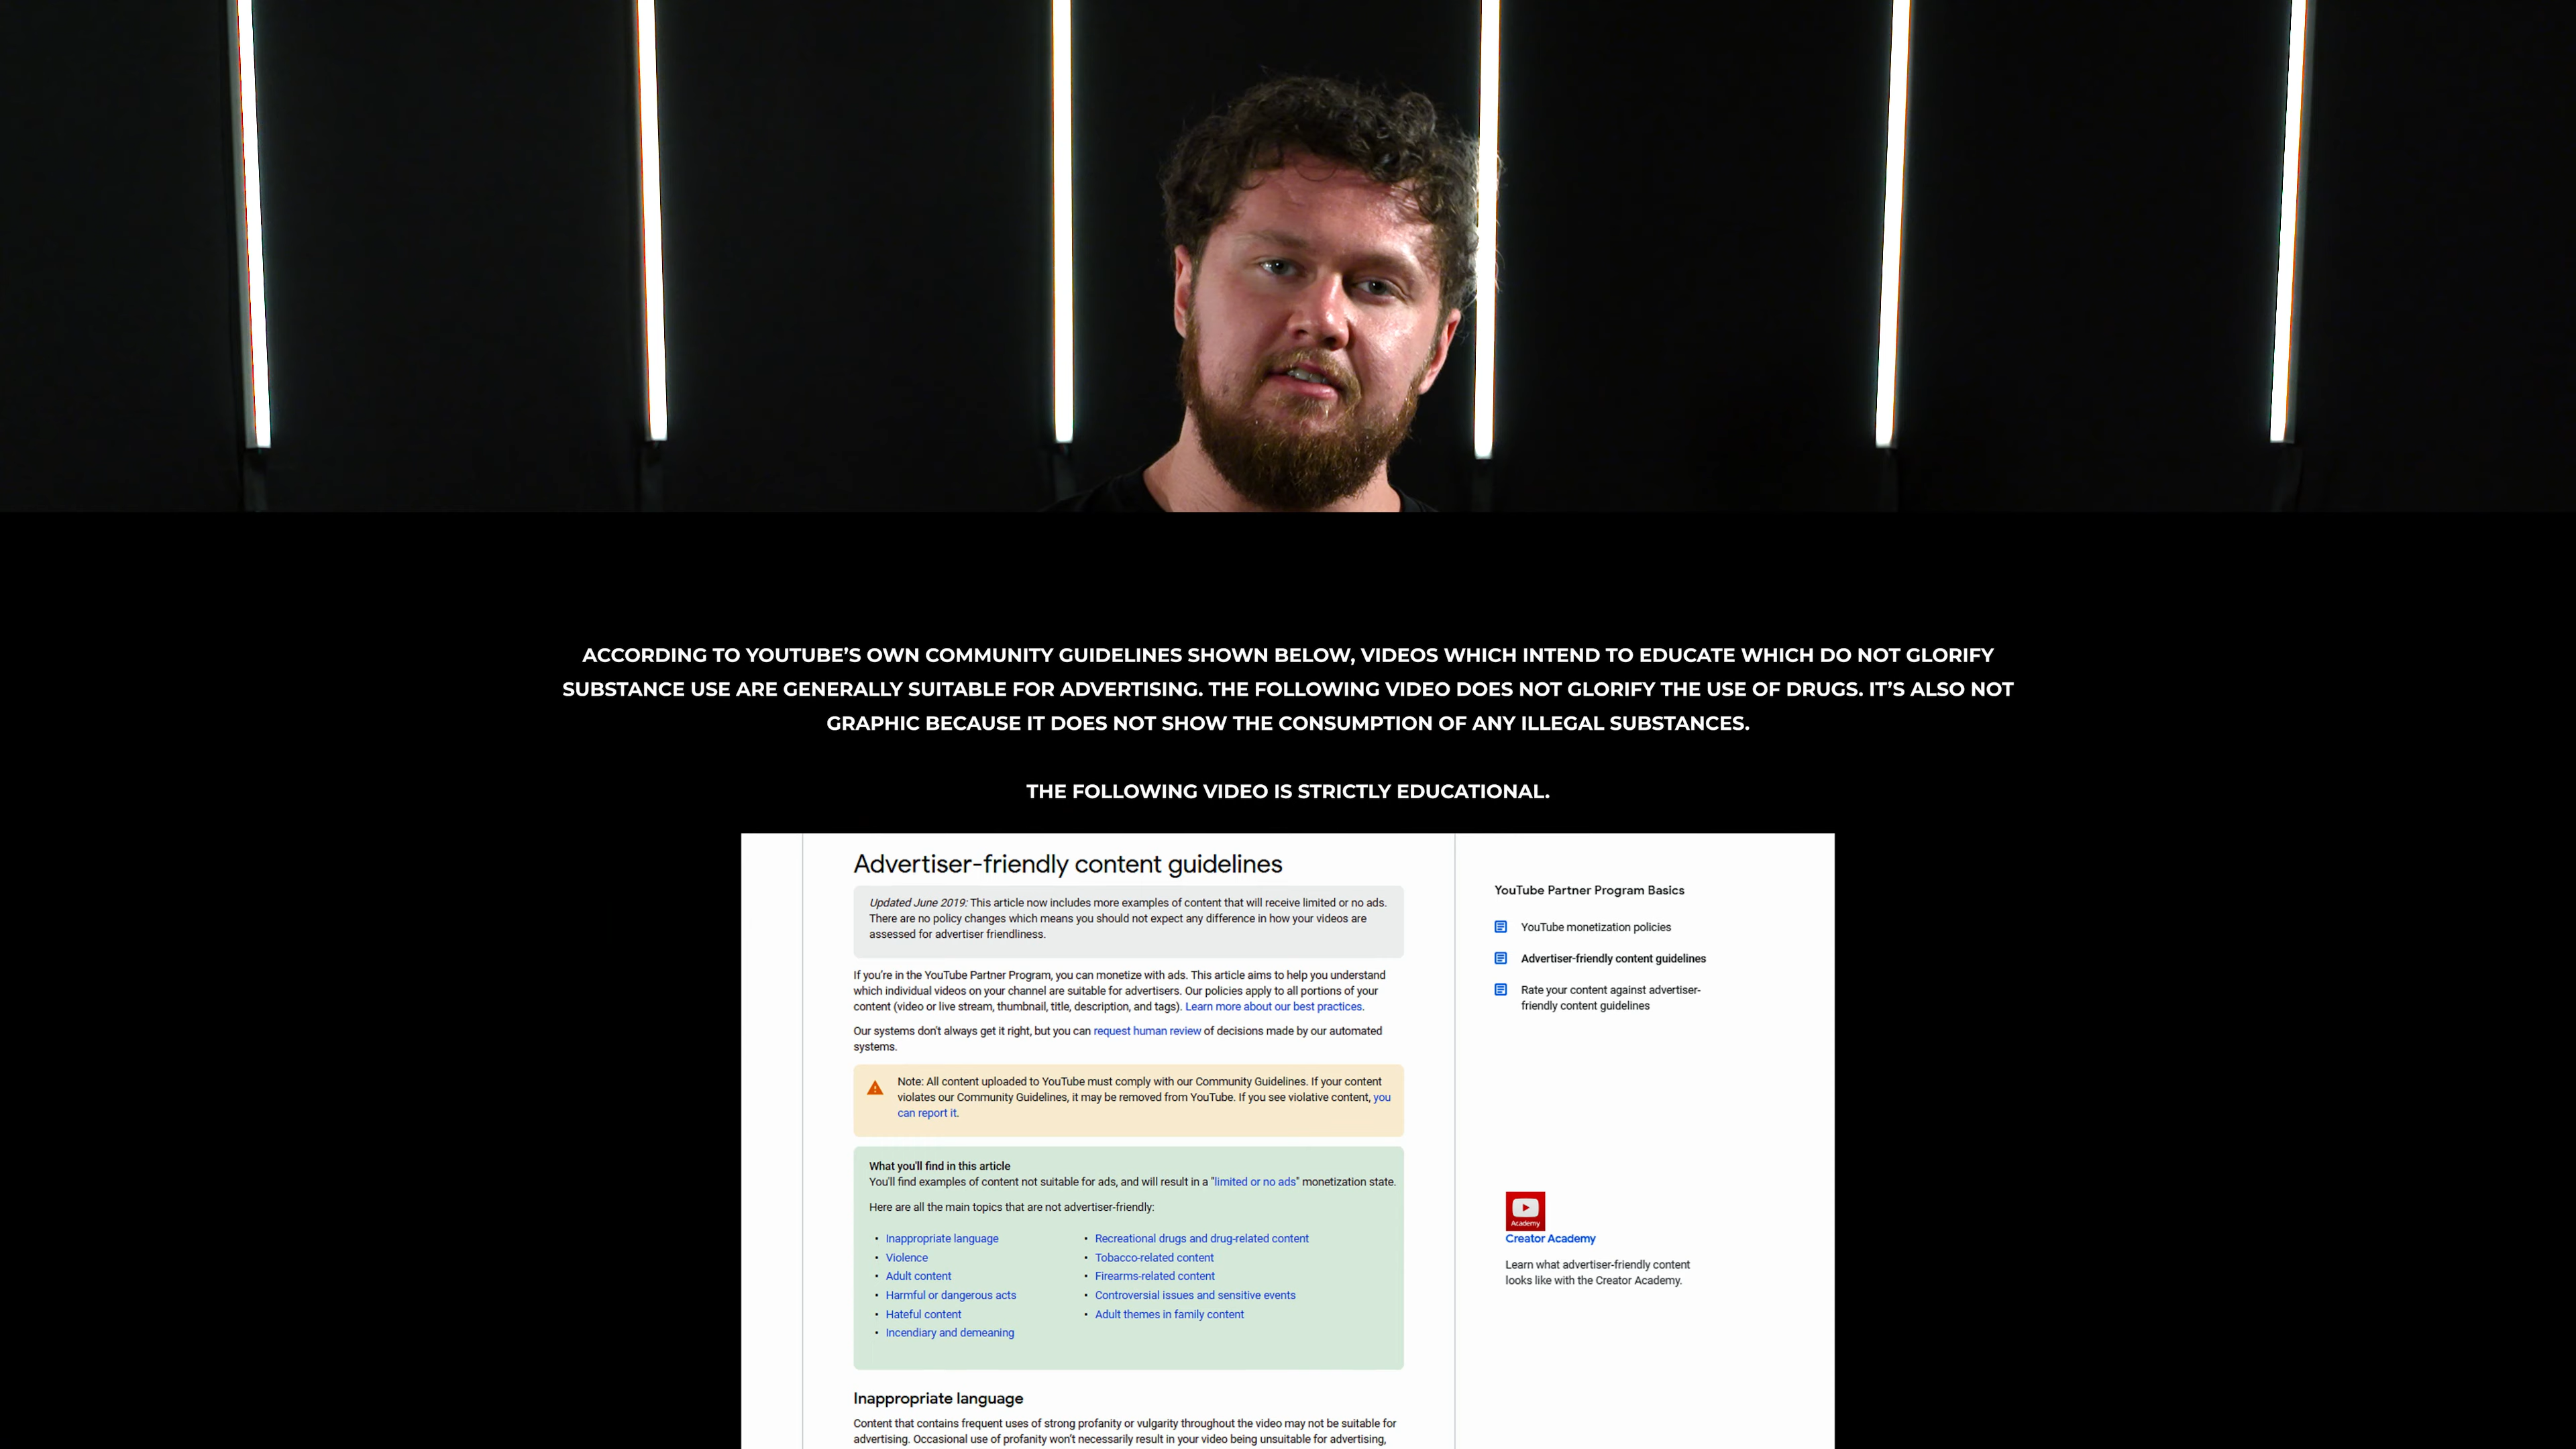 ACCORDING TO YOUTUBE’S OWN COMMUNITY GUIDELINES SHOWN BELOW, VIDEOS WHICH INTEND TO EDUCATE WHICH DO NOT GLORIFY
SUBSTANCE USE ARE GENERALLY SUITABLE FOR ADVERTISING. THE FOLLOWING VIDEO DOES NOT GLORIFY THE USE OF DRUGS. IT’S ALSO NOT
GRAPHIC BECAUSE IT DOES NOT SHOW THE CONSUMPTION OF ANY ILLEGAL SUBSTANCES.
THE FOLLOWING VIDEO IS STRICTLY EDUCATIONAL.
Advertiser-friendly content guidelines
Updated June 2019: This article now includes more examples of content that will receive limited or no ads.
There are no policy changes which means you should not expect any difference in how your videos are
assessed for advertiser friendliness.
If you're in the YouTube Partner Program, you can monetize with ads. This article aims to help you understand
which individual videos on your channel are suitable for advertisers. Our policies apply to all portions of your
content (video or live stream, thumbnail, title, description, and tags). Learn more about our best practices.
Our systems don't always get it right, but you can request human review of decisions made by our automated
systems.
Note: All content uploaded to YouTube must comply with our Community Guidelines. If your content
violates our Community Guidelines, it may be removed from YouTube. If you see violative content, you
can report it.
What you'll find in this article
You'll find examples of content not suitable for ads, and will result in a "limited or no ads" monetization state.
Here are all the main topics that are not advertiser-friendly:
• Inappropriate language
• Violence
• Adult content
• Harmful or dangerous acts
• Hateful content
• Incendiary and demeaning
• Recreational drugs and drug-related content
• Tobacco-related content
• Firearms-related content
• Controversial issues and sensitive events
• Adult themes in family content
Inappropriate language
Content that contains frequent uses of strong profanity or vulgarity throughout the video may not be suitable for
advertising. Occasional use of profanity won't necessarily result in your video being unsuitable for advertising,
YouTube Partner Program Basics
YouTube monetization policies
Advertiser-friendly content guidelines
Rate your content against advertiser-
friendly content guidelines
Academy
Creator Academy
Learn what advertiser-friendly content
looks like with the Creator Academy.